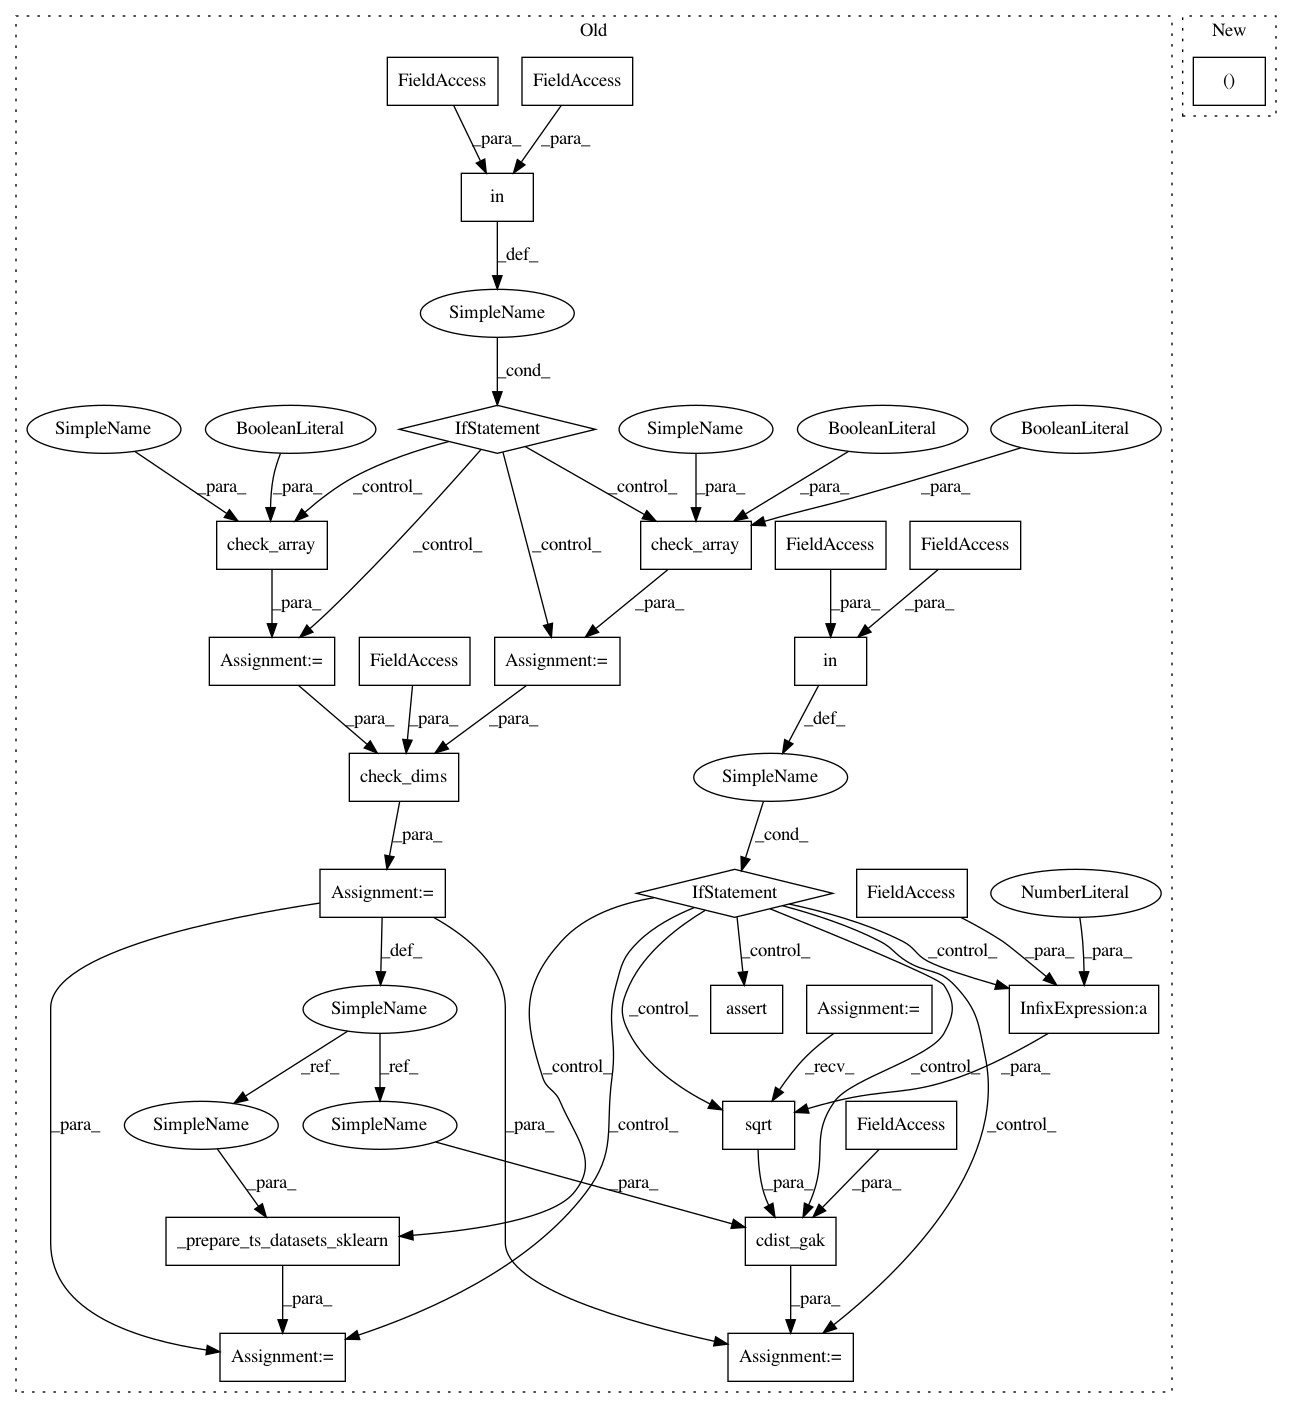 Old
New
FieldAccess
FieldAccess
()
_para_
_para_
in
_def_
SimpleName
_cond_
SimpleName
BooleanLiteral
IfStatement
SimpleName
BooleanLiteral
BooleanLiteral
_para_
_para_
_control_
_control_
_para_
_para_
_para_
check_array
_control_
_control_
check_array
FieldAccess
FieldAccess
_para_
_para_
_para_
_para_
Assignment:=
FieldAccess
Assignment:=
in
_para_
_para_
_para_
_def_
check_dims
SimpleName
_para_
_cond_
Assignment:=
IfStatement
FieldAccess
NumberLiteral
_def_
_control_
_control_
_para_
_para_
SimpleName
assert
Assignment:=
InfixExpression:a
_control_
_ref_
_ref_
_control_
_recv_
_control_
_para_
SimpleName
SimpleName
sqrt
FieldAccess
_para_
_para_
_control_
_control_
_para_
_para_
_para_
_para_
_prepare_ts_datasets_sklearn
cdist_gak
_para_
_para_
Assignment:=
Assignment:=